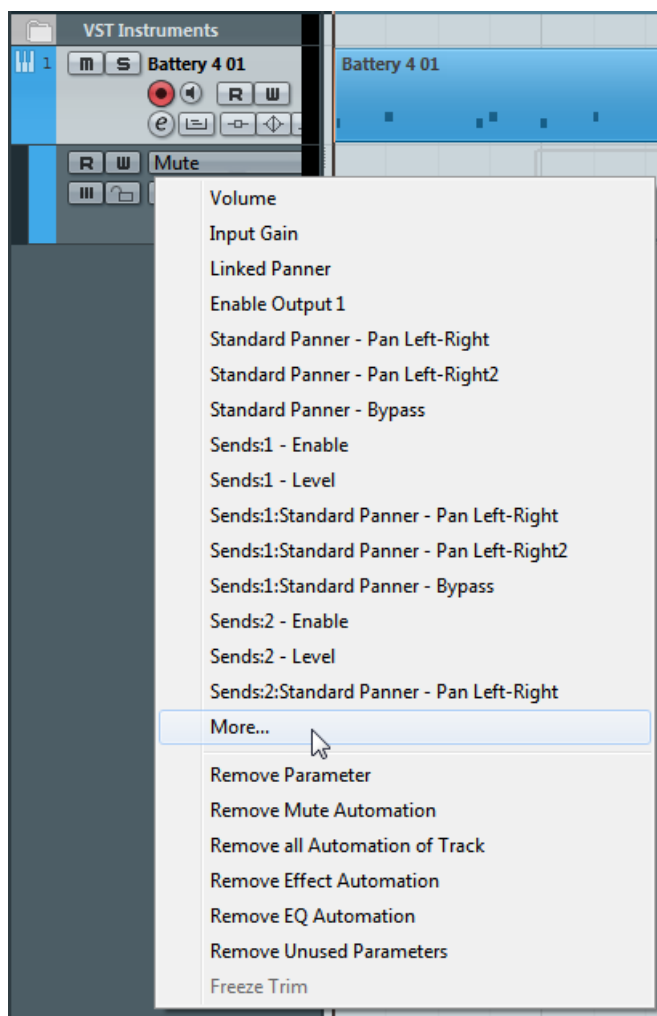 VST Instruments
1 m S Battery 4 01
Battery 4 01
R W
e
R W Mute
Volume
Input Gain
Linked Panner
Enable Output 1
Standard Panner - Pan Left-Right
Standard Panner - Pan Left-Right2
Standard Panner - Bypass
Sends:1 - Enable
Sends:1 - Level
Sends:1:Standard Panner - Pan Left-Right
Sends:1:Standard Panner - Pan Left-Right2
Sends:1:Standard Panner - Bypass
Sends:2 - Enable
Sends:2 - Level
Sends:2:Standard Panner - Pan Left-Right
More...
Remove Parameter
Remove Mute Automation
Remove all Automation of Track
Remove Effect Automation
Remove EQ Automation
Remove Unused Parameters
Freeze Trim